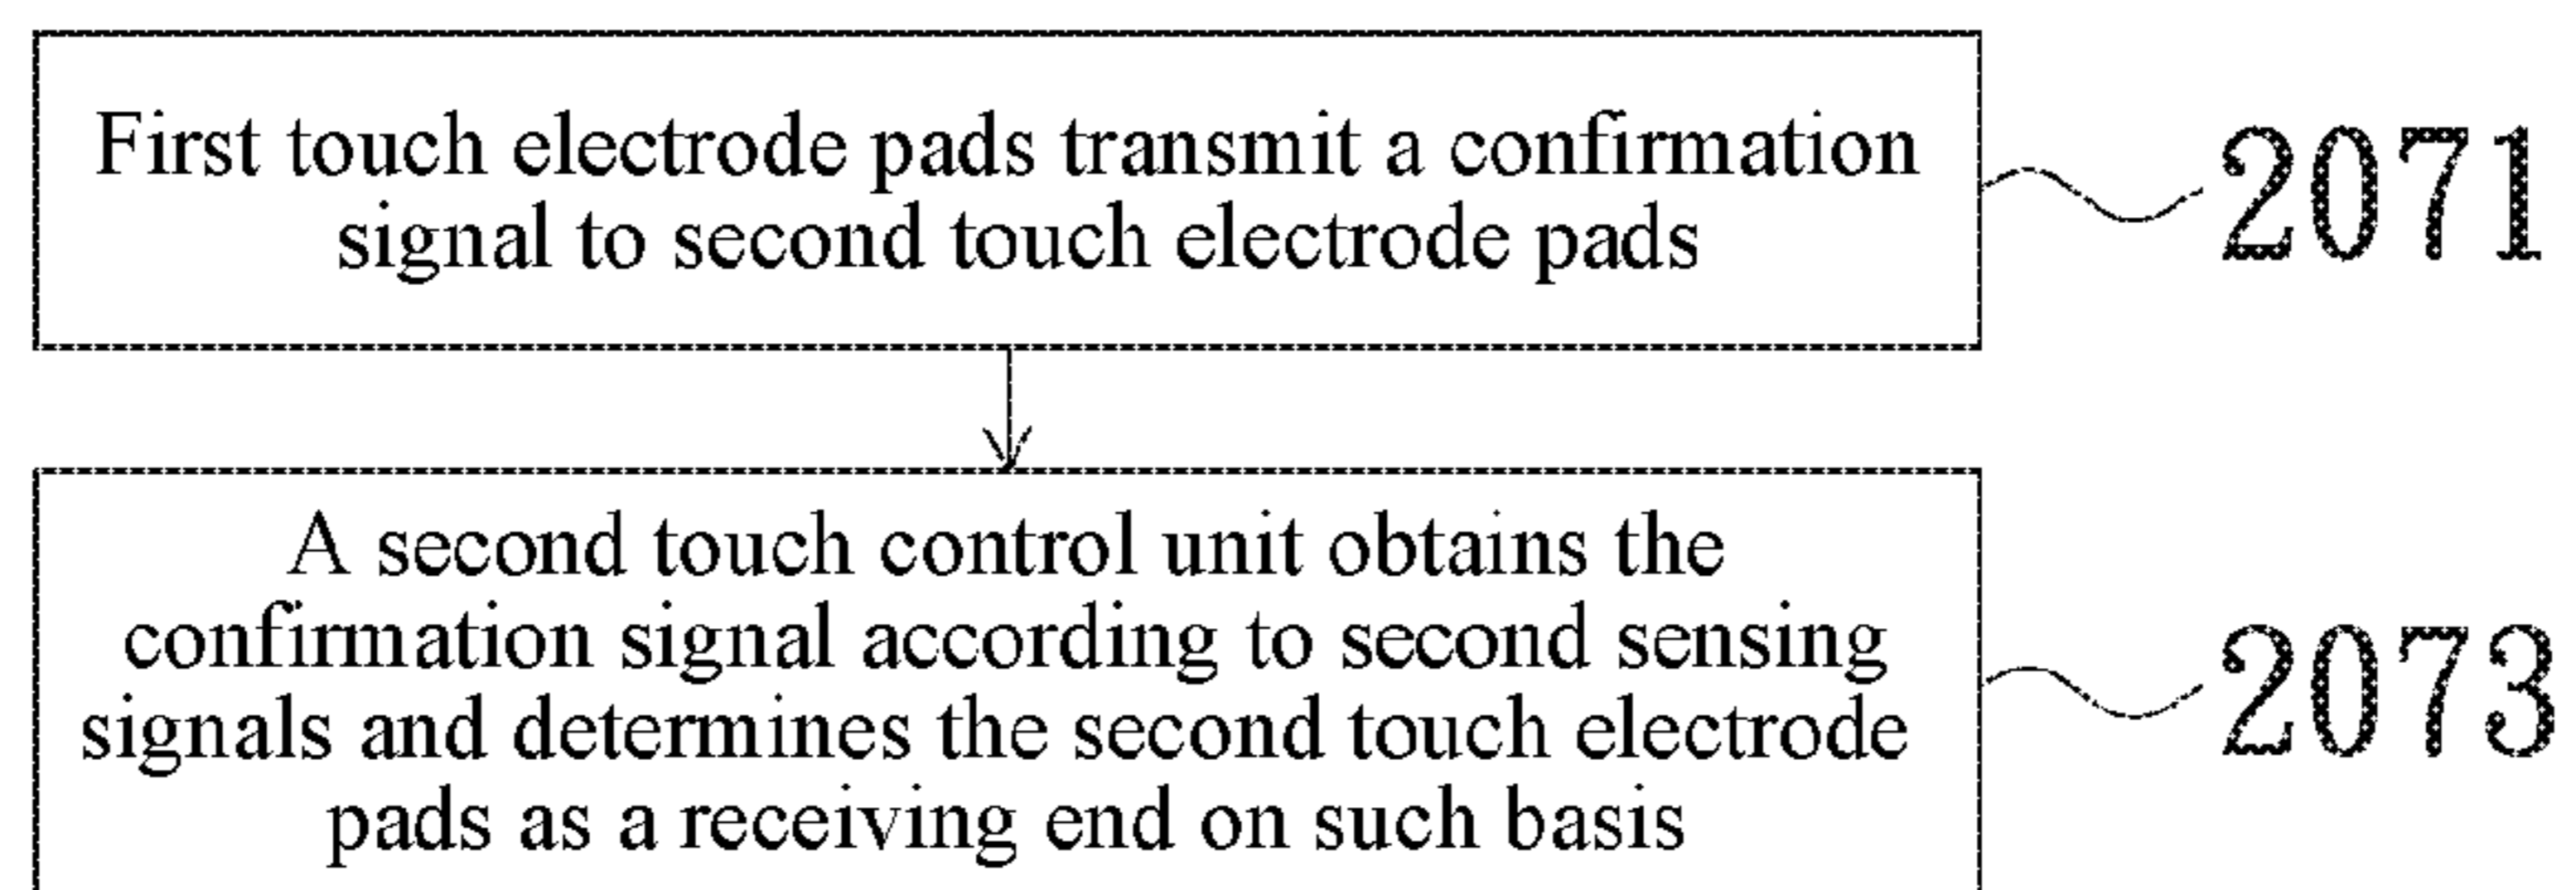 First touch electrode pads transmit a confirmation
signal to second touch electrode pads
2071
A second touch control unit obtains the
confirmation signal according to second sensing
signals and determines the second touch electrode
pads as a receiving end on such basis
2073